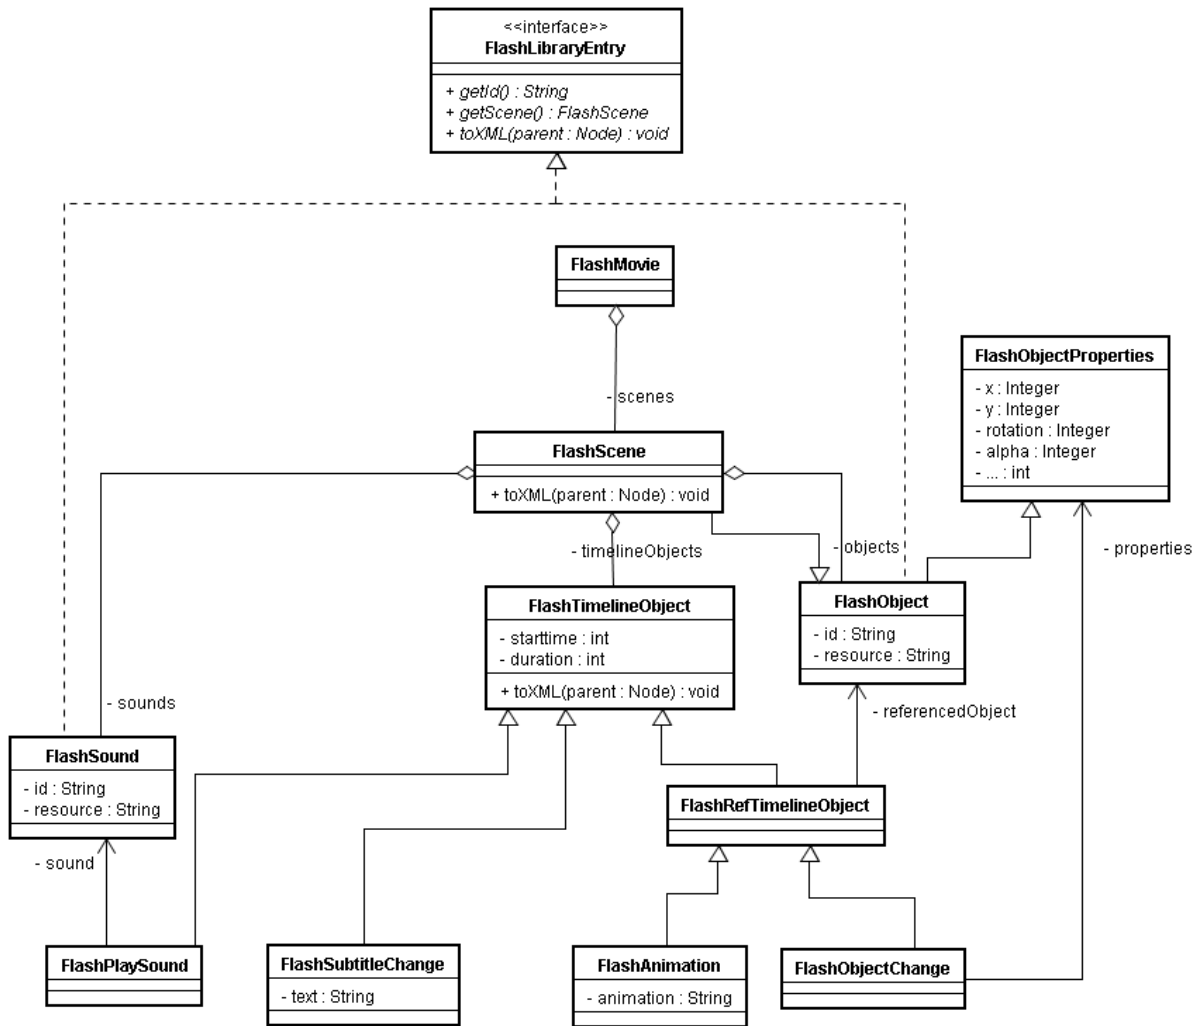 <<interface>>
FlashLibraryEntry
+ getId() : String
+ getScene() : FlashScene
+ toXML(parent : Node) : void
FlashMovie
- scenes
FlashObjectProperties
- x : Integer
- y : Integer
- rotation : Integer
- alpha : Integer
- ... : int
FlashScene
+ toXML(parent : Node) : void
- timelineObjects
- objects
- properties
FlashTimelineObject
- starttime : int
- duration : int
+ toXML(parent : Node) : void
FlashObject
- id : String
- resource : String
- sounds
- referencedObject
FlashSound
- id : String
- resource : String
FlashRefTimelineObject
- sound
FlashPlaySound
FlashSubtitleChange
- text : String
FlashAnimation
- animation : String
FlashObjectChange